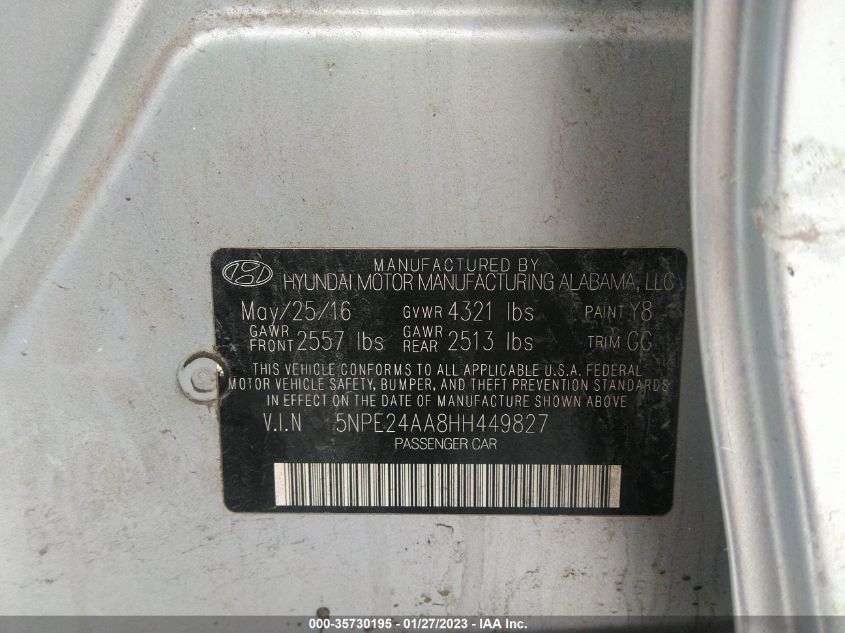 MANUFACTURED BY
HYUNDAI MOTOR MANUFACTURING ALABAMA, LLC
May/25/16 GVWR 4321 lbs PAINT Y8
GAWR FRONT 2557 lbs GAWR REAR 2513 lbs TRIM GG
THIS VEHICLE CONFORMS TO ALL APPLICABLE U.S.A. FEDERAL
MOTOR VEHICLE SAFETY, BUMPER, AND THEFT PREVENTION STANDARDS
IN EFFECT ON THE DATE OF MANUFACTURE SHOWN ABOVE
V.I.N 5NPE24AA8HH449827
PASSENGER CAR
000-35730195 - 01/27/2023 - © IAA Inc.